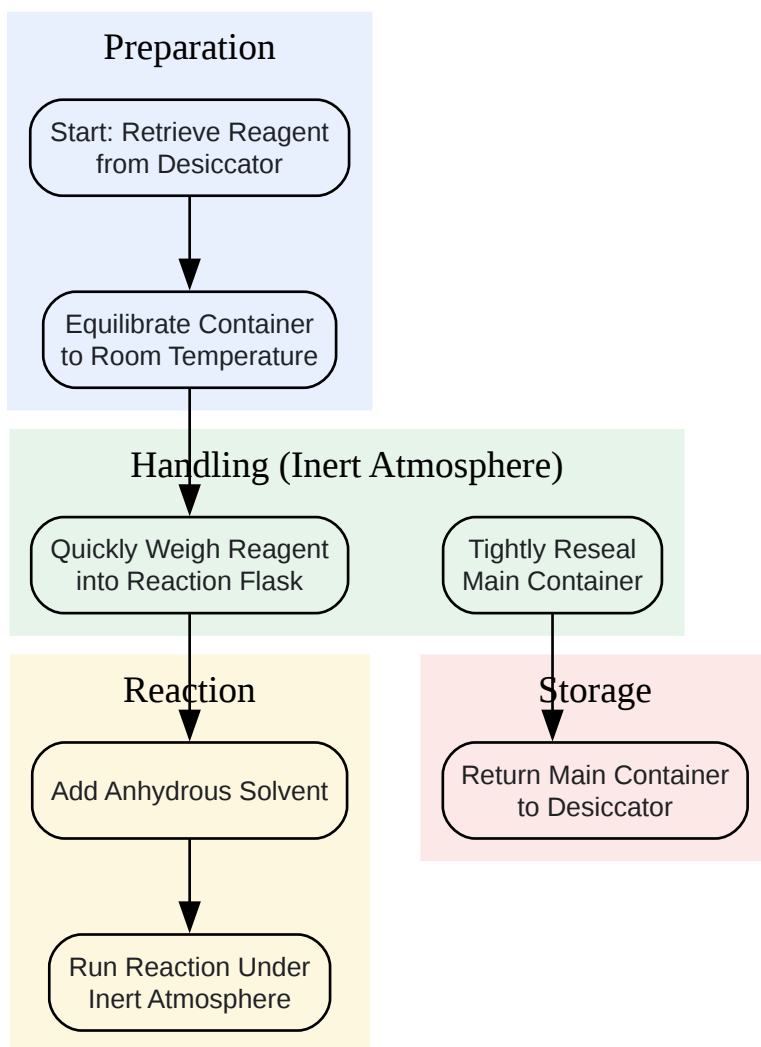 Preparation
Start: Retrieve Reagent
from Desiccator
Equilibrate Container
to Room Temperature
Handling (Inert Atmosphere)
Quickly Weigh Reagent
into Reaction Flask
Tightly Reseal
Main Container
Reaction
Add Anhydrous Solvent
Run Reaction Under
Inert Atmosphere
Storage
Return Main Container
to Desiccator